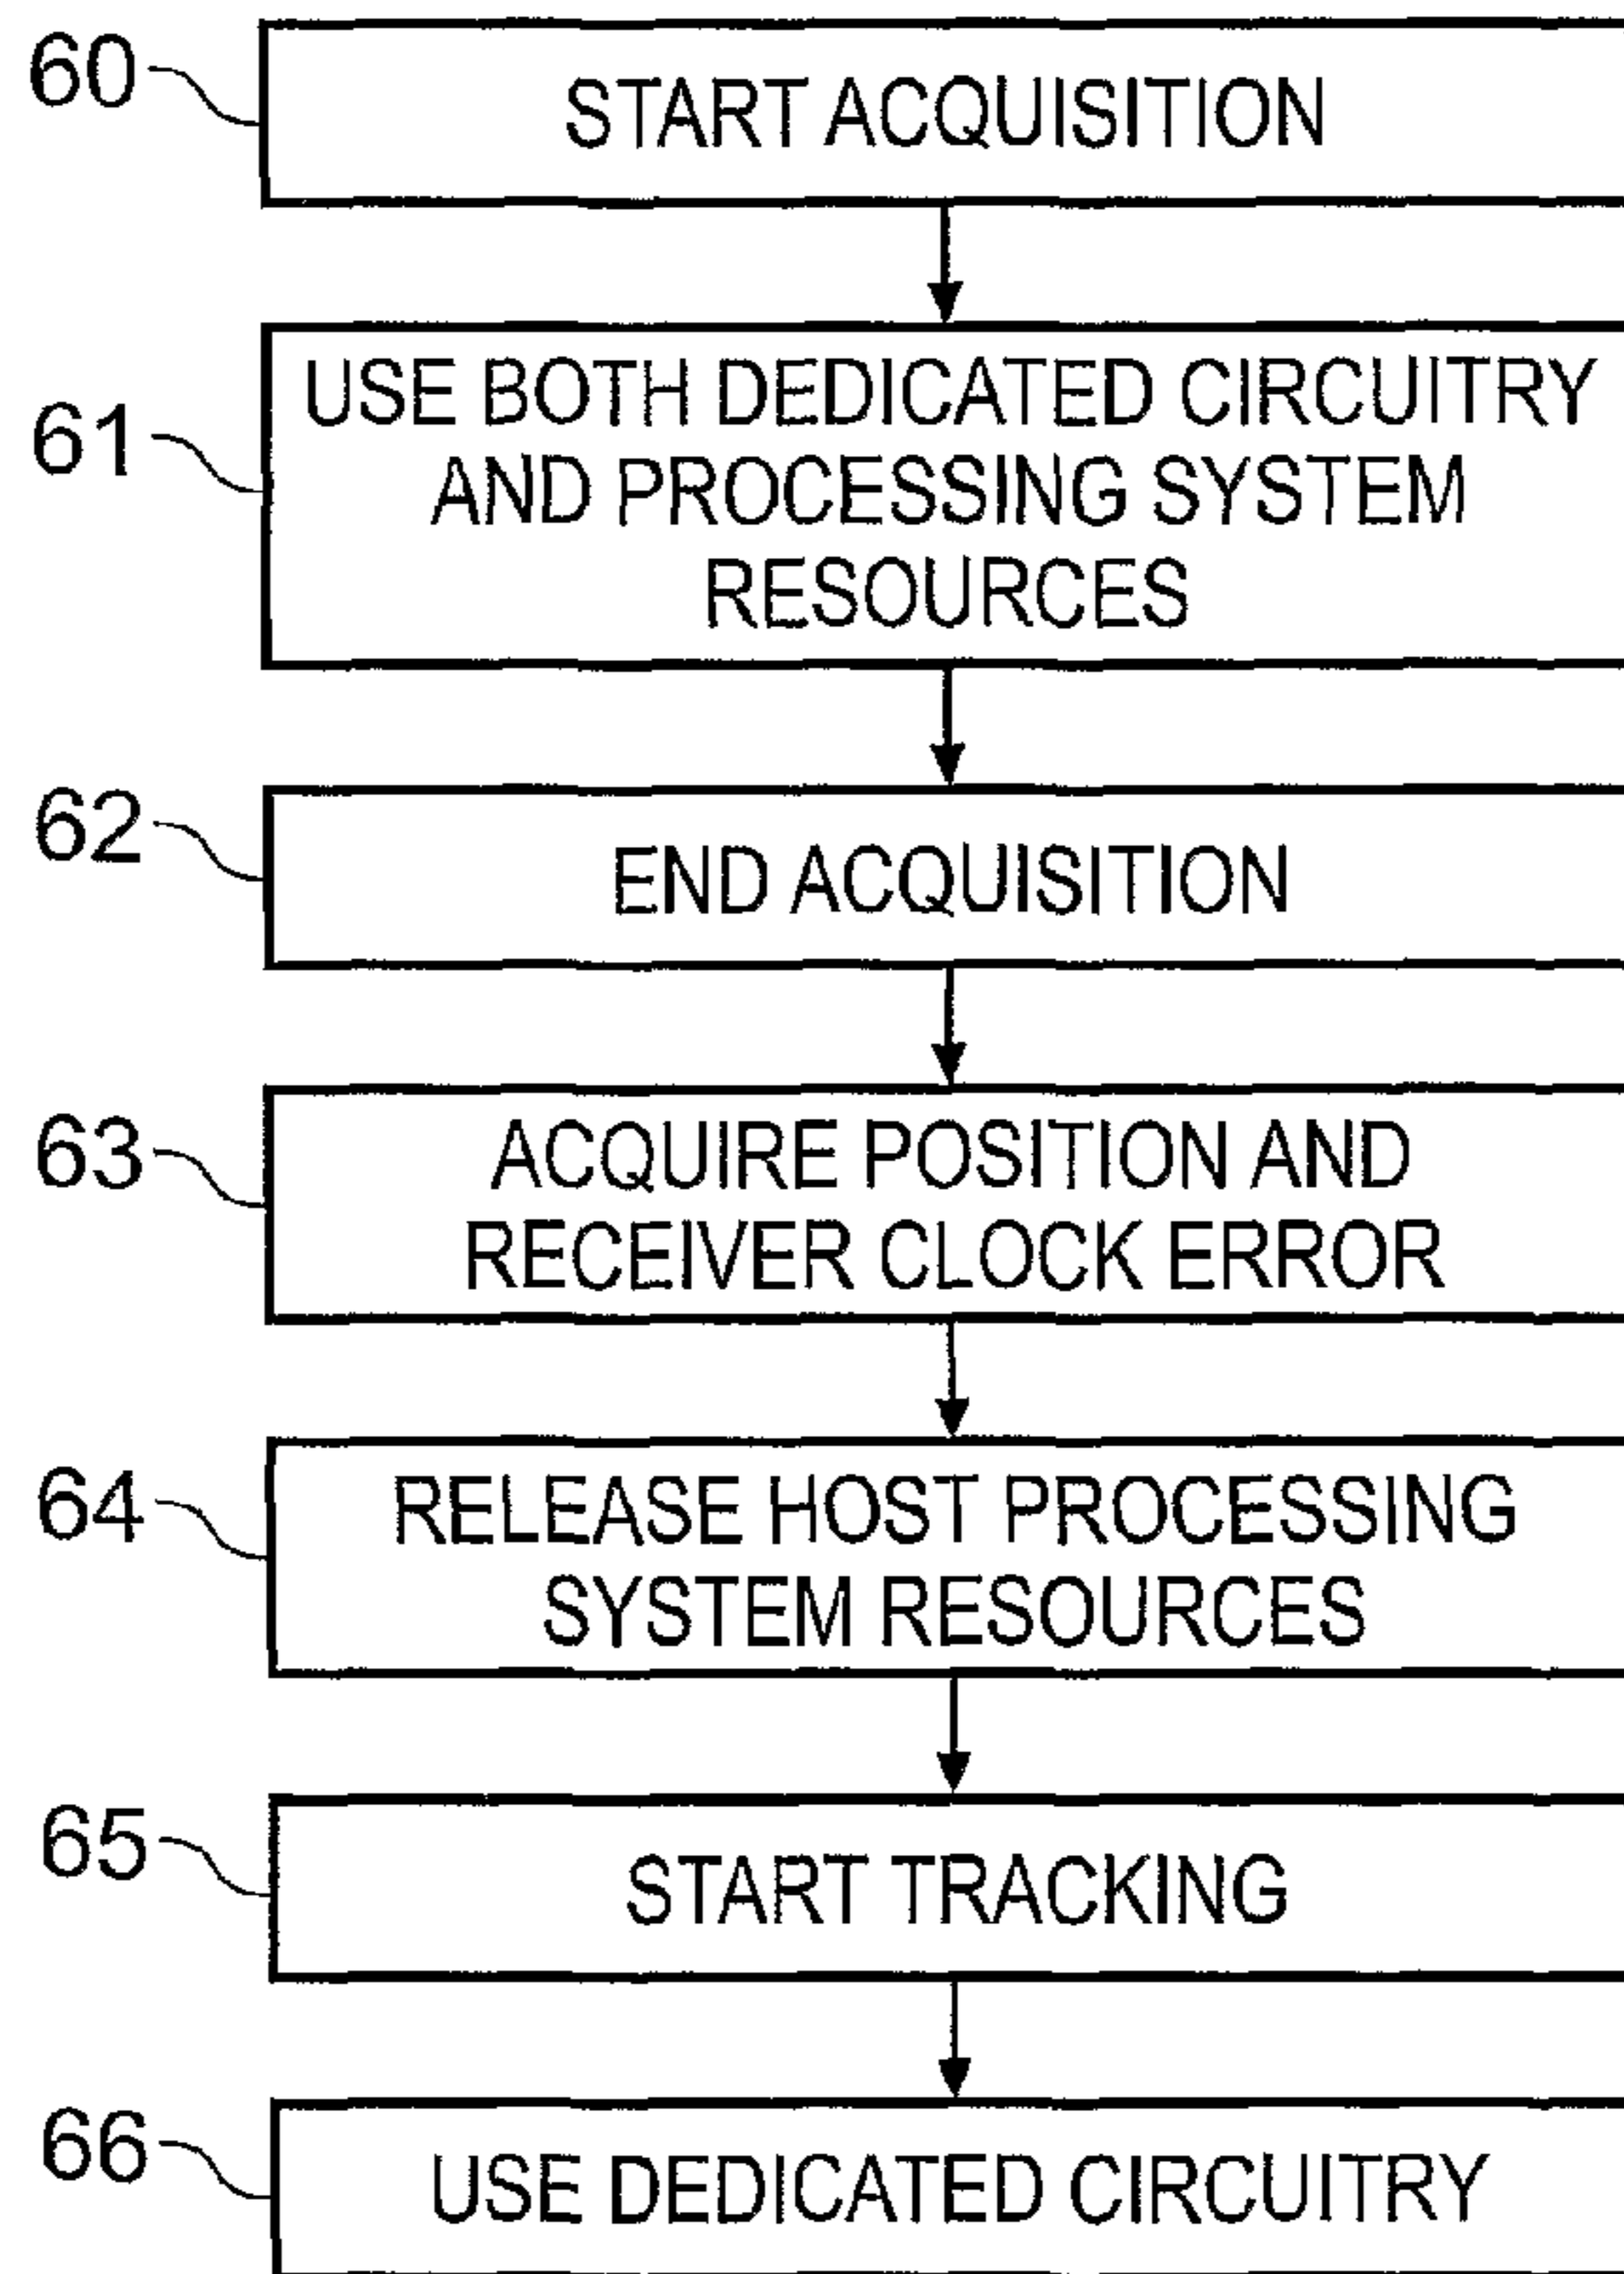 60
START ACQUISITION
61
USE BOTH DEDICATED CIRCUITRY
AND PROCESSING SYSTEM
RESOURCES
62
END ACQUISITION
63
ACQUIRE POSITION AND
RECEIVER CLOCK ERROR
64
RELEASE HOST PROCESSING
SYSTEM RESOURCES
65
START TRACKING
66
USE DEDICATED CIRCUITRY